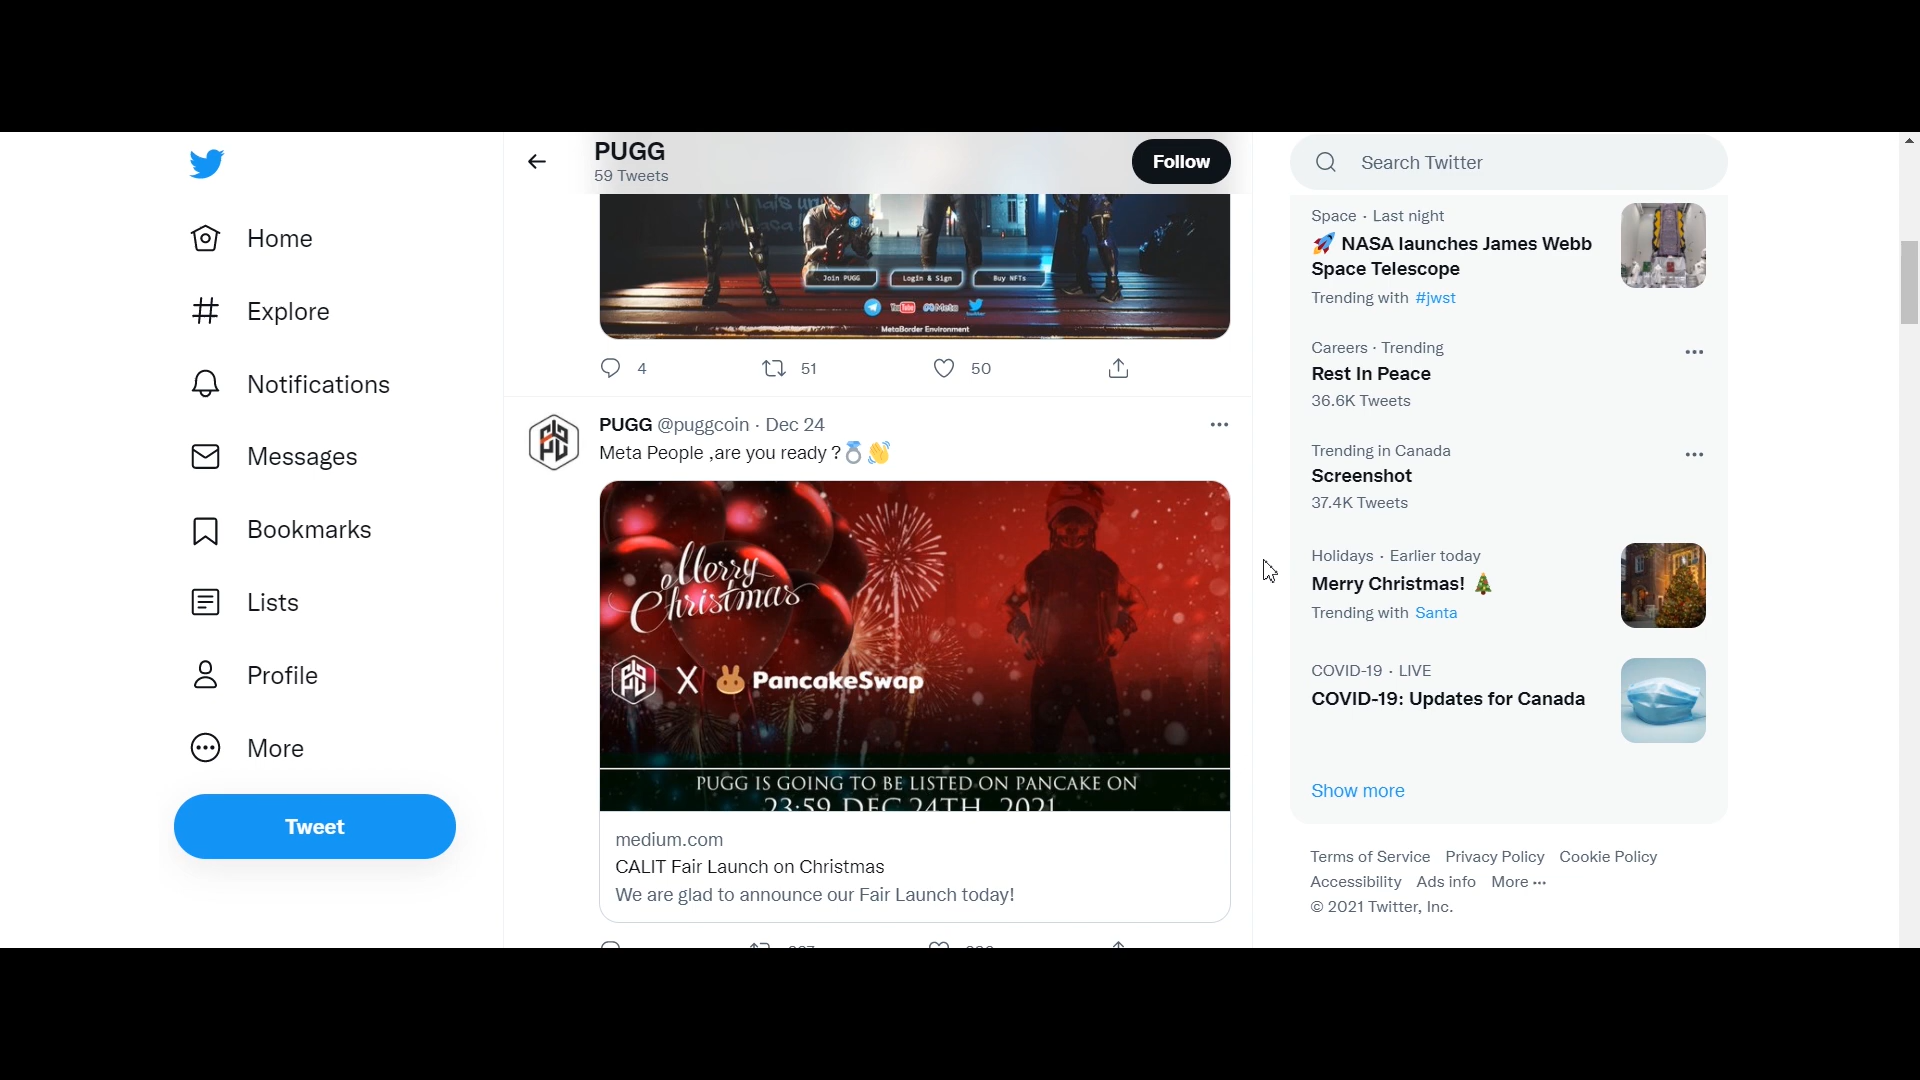 PUGG
59 Tweets
Follow
Search Twitter
Home
Explore
Notifications
Messages
Bookmarks
Lists
Profile
More
Tweet
Join PUGG
Login & Sign
Buy NFTs
MetaBorder Environment
4
51
50
PUGG @puggcoin · Dec 24
Meta People ,are you ready ?💍👋
Merry
Christmas
X PancakeSwap
PUGG IS GOING TO BE LISTED ON PANCAKE ON
23:59 DEC 24TH, 2021
medium.com
CALIT Fair Launch on Christmas
We are glad to announce our Fair Launch today!
Space · Last night
🚀 NASA launches James Webb
Space Telescope
Trending with #jwst
Careers · Trending
Rest In Peace
36.6K Tweets
Trending in Canada
Screenshot
37.4K Tweets
Holidays · Earlier today
Merry Christmas! 🎄
Trending with Santa
COVID-19 · LIVE
COVID-19: Updates for Canada
Show more
Terms of Service Privacy Policy Cookie Policy
Accessibility Ads info More ···
© 2021 Twitter, Inc.